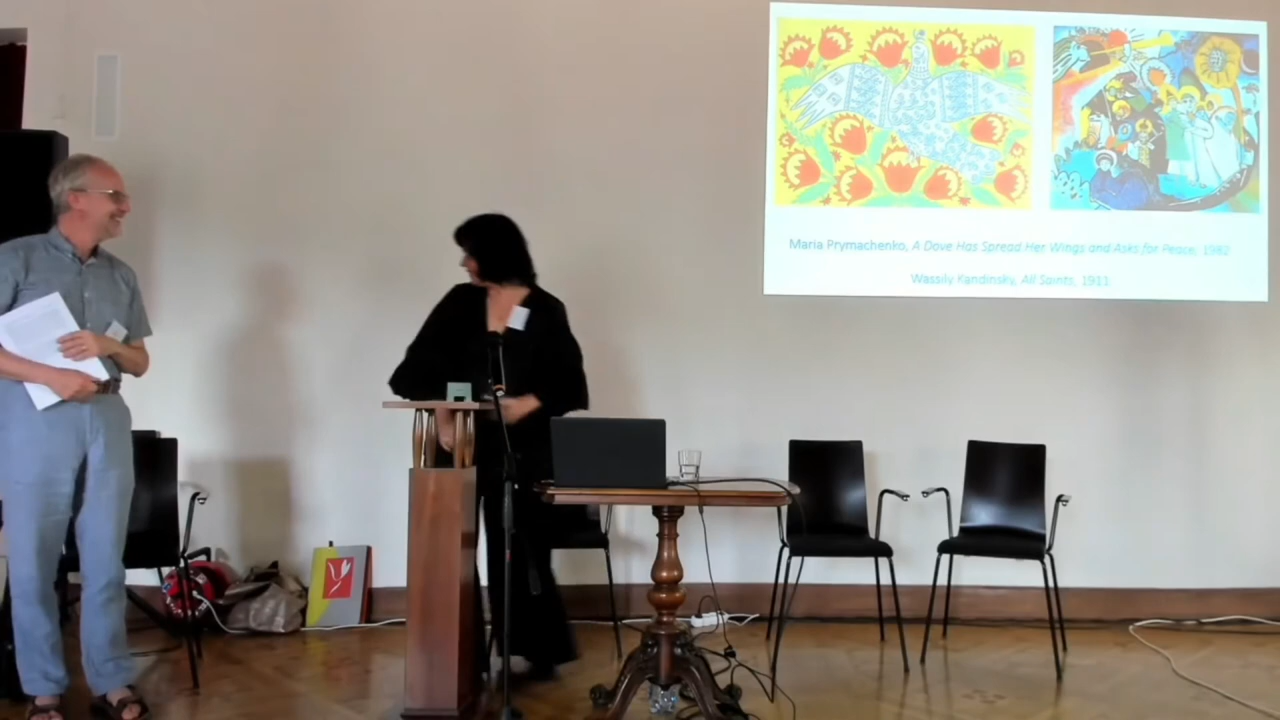 Maria Prymachenko, A Dove Has Spread Her Wings and Asks for Peace, 1982
Wassily Kandinsky, All Saints, 1911